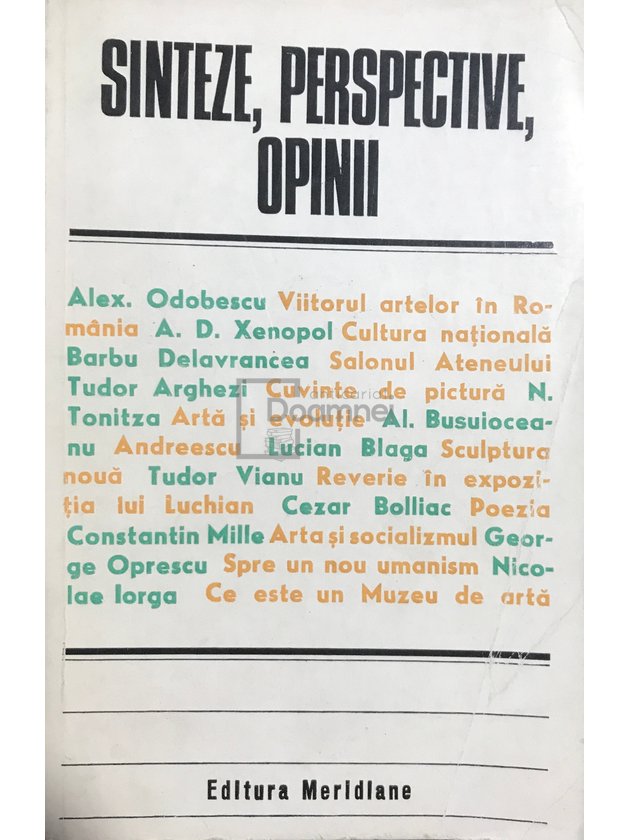 SINTEZE, PERSPECTIVE,
OPINII
Alex. Odobescu Viitorul artelor în Ro-
mânia A. D. Xenopol Cultura națională
Barbu Delavrancea Salonul Ateneului
Tudor Arghezi Cuvinte de pictură N.
Tonitza Artă și evoluție Al. Busuiocea-
nu Andreescu Lucian Blaga Sculptura
nouă Tudor Vianu Reverie în expozi-
ția lui Luchian Cezar Bolliac Poezia
Constantin Mille Arta și socializmul Geor-
ge Oprescu Spre un nou umanism Nico-
lae Iorga Ce este un Muzeu de artă
anticariat
Doamnei
Editura Meridiane